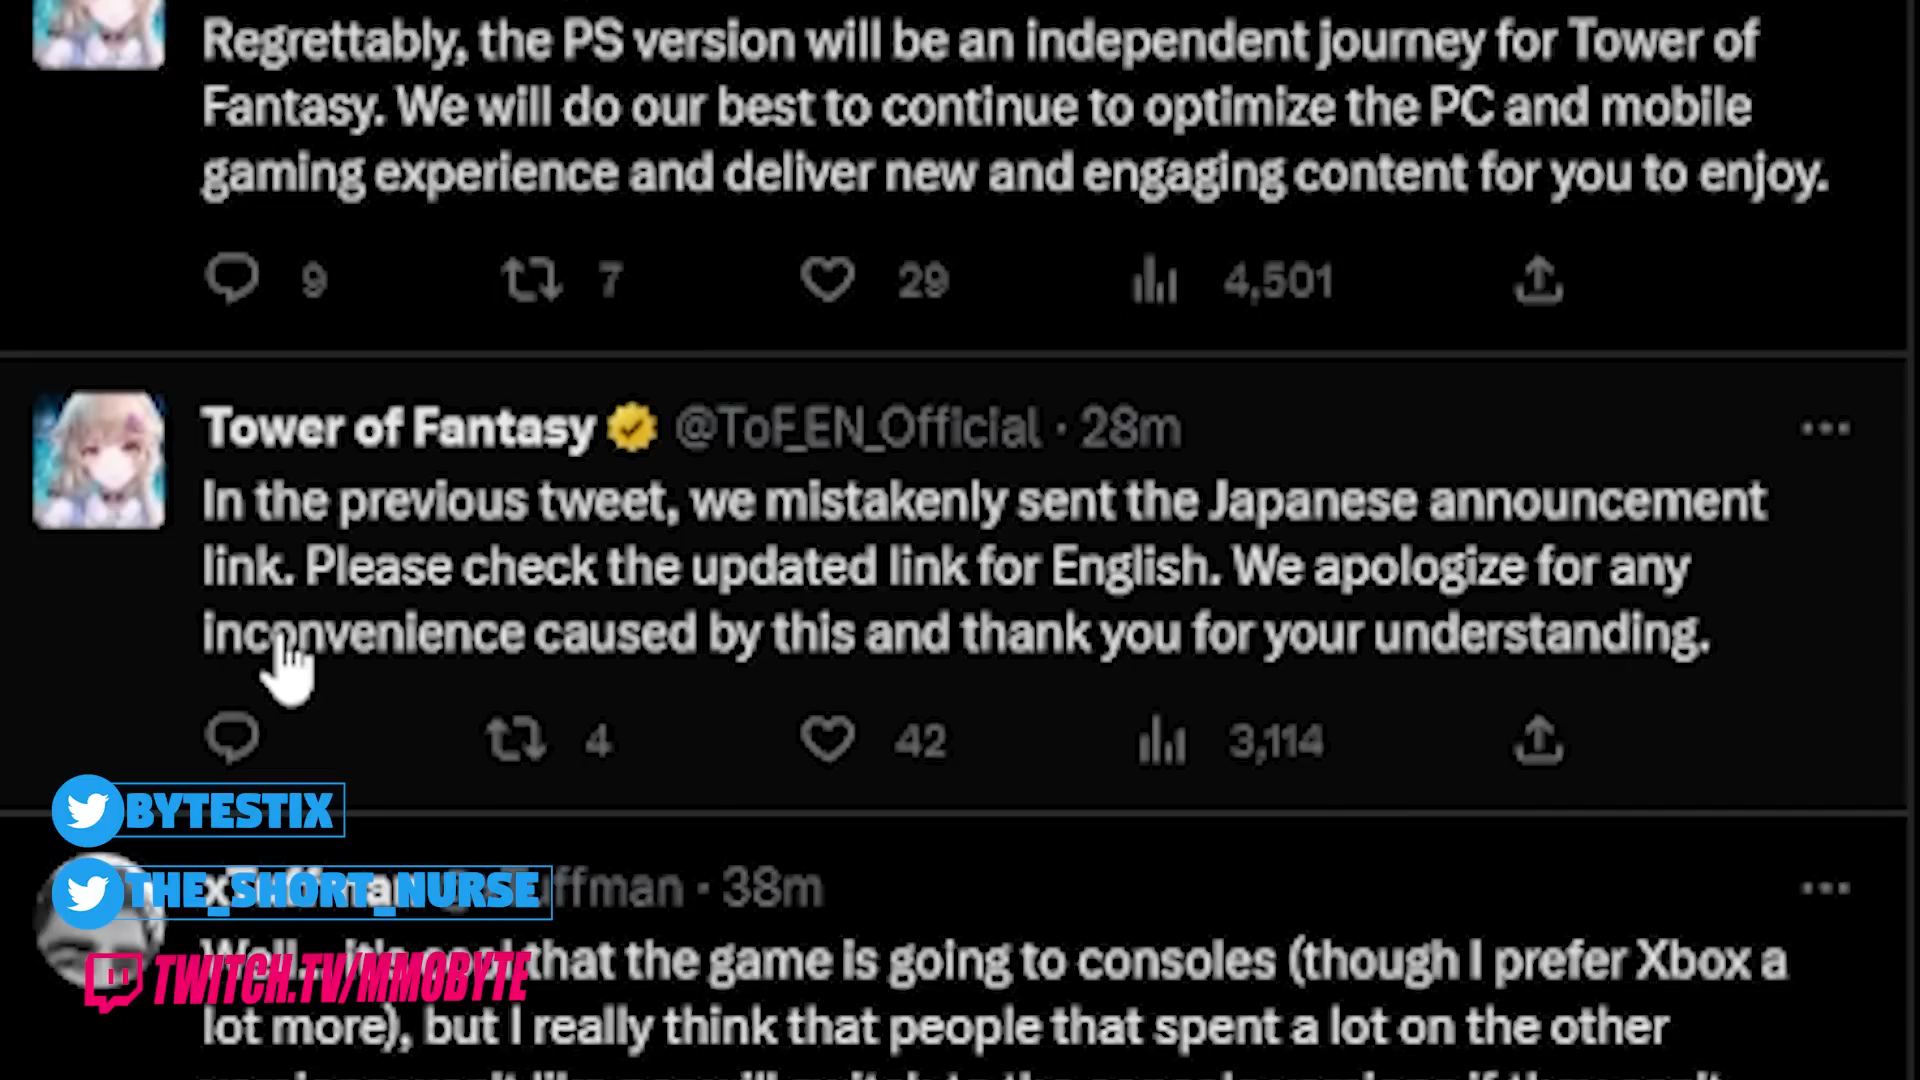 Regrettably, the PS version will be an independent journey for Tower of
Fantasy. We will do our best to continue to optimize the PC and mobile
gaming experience and deliver new and engaging content for you to enjoy.
9 7 29 4,501
Tower of Fantasy @ToF_EN_Official · 28m
In the previous tweet, we mistakenly sent the Japanese announcement
link. Please check the updated link for English. We apologize for any
inconvenience caused by this and thank you for your understanding.
4 42 3,114
BYTESTIX
THE_SHORT_NURSE
· 38m
that the game is going to consoles (though I prefer Xbox a
TWITCH.TV/MMOBYTE
lot more), but I really think that people that spent a lot on the other